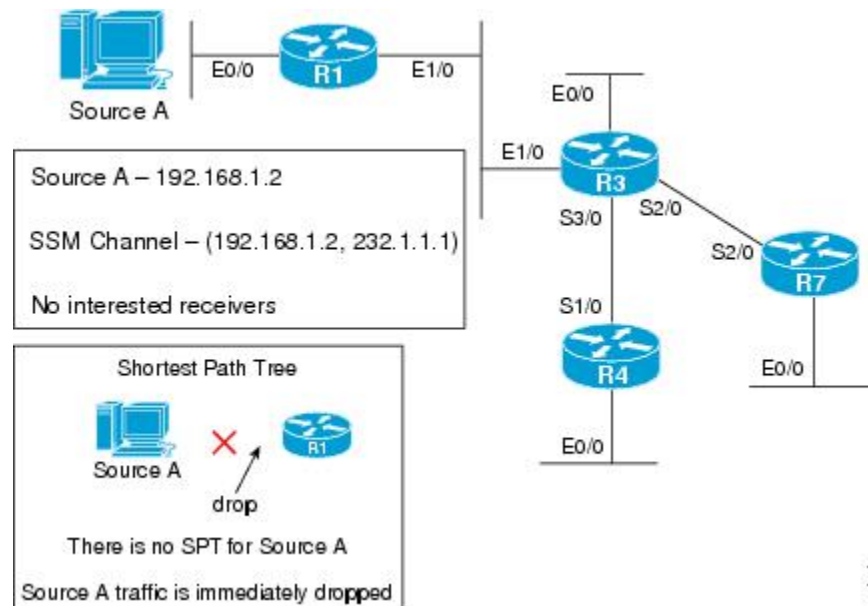 E0/0
R1
E1/0
Source A
E0/0
E1/0
R3
S3/0
S2/0
S2/0
R7
S1/0
R4
E0/0
E0/0
Source A – 192.168.1.2
SSM Channel – (192.168.1.2, 232.1.1.1)
No interested receivers
Shortest Path Tree
R1
Source A
drop
There is no SPT for Source A
Source A traffic is immediately dropped